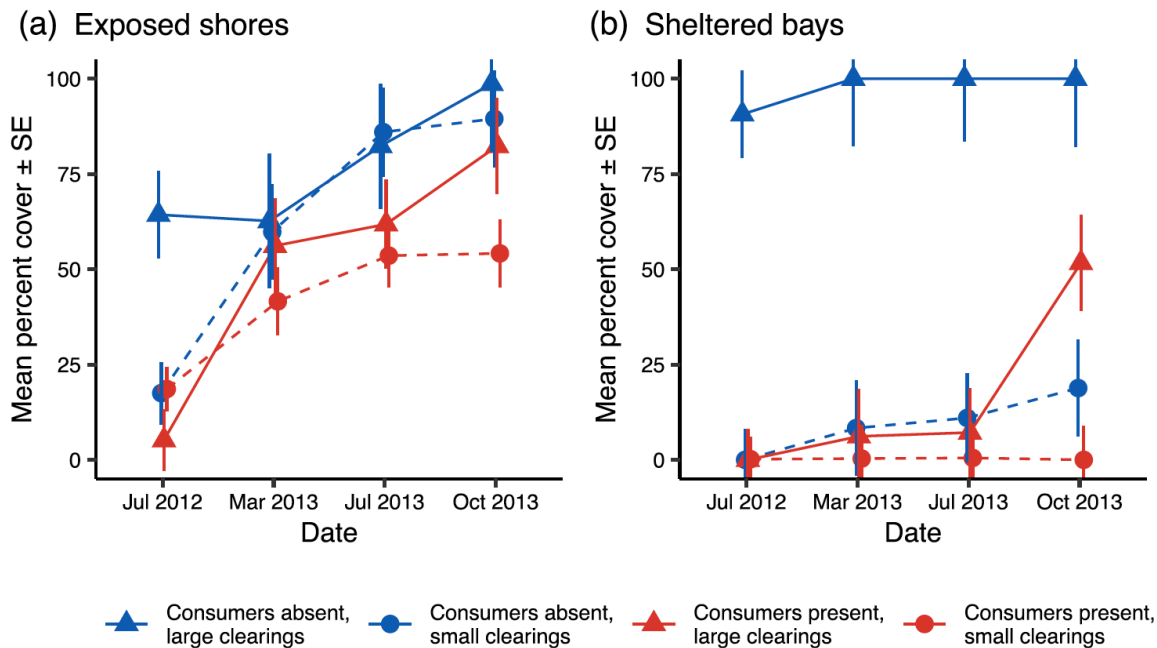 (a) Exposed shores
(b) Sheltered bays
Mean percent cover ± SE
100
75
50
25
0
Jul 2012 Mar 2013 Jul 2013 Oct 2013
Date
Mean percent cover ± SE
100
75
50
25
0
Jul 2012 Mar 2013 Jul 2013 Oct 2013
Date
Consumers absent,
large clearings
Consumers absent,
small clearings
Consumers present,
large clearings
Consumers present,
small clearings